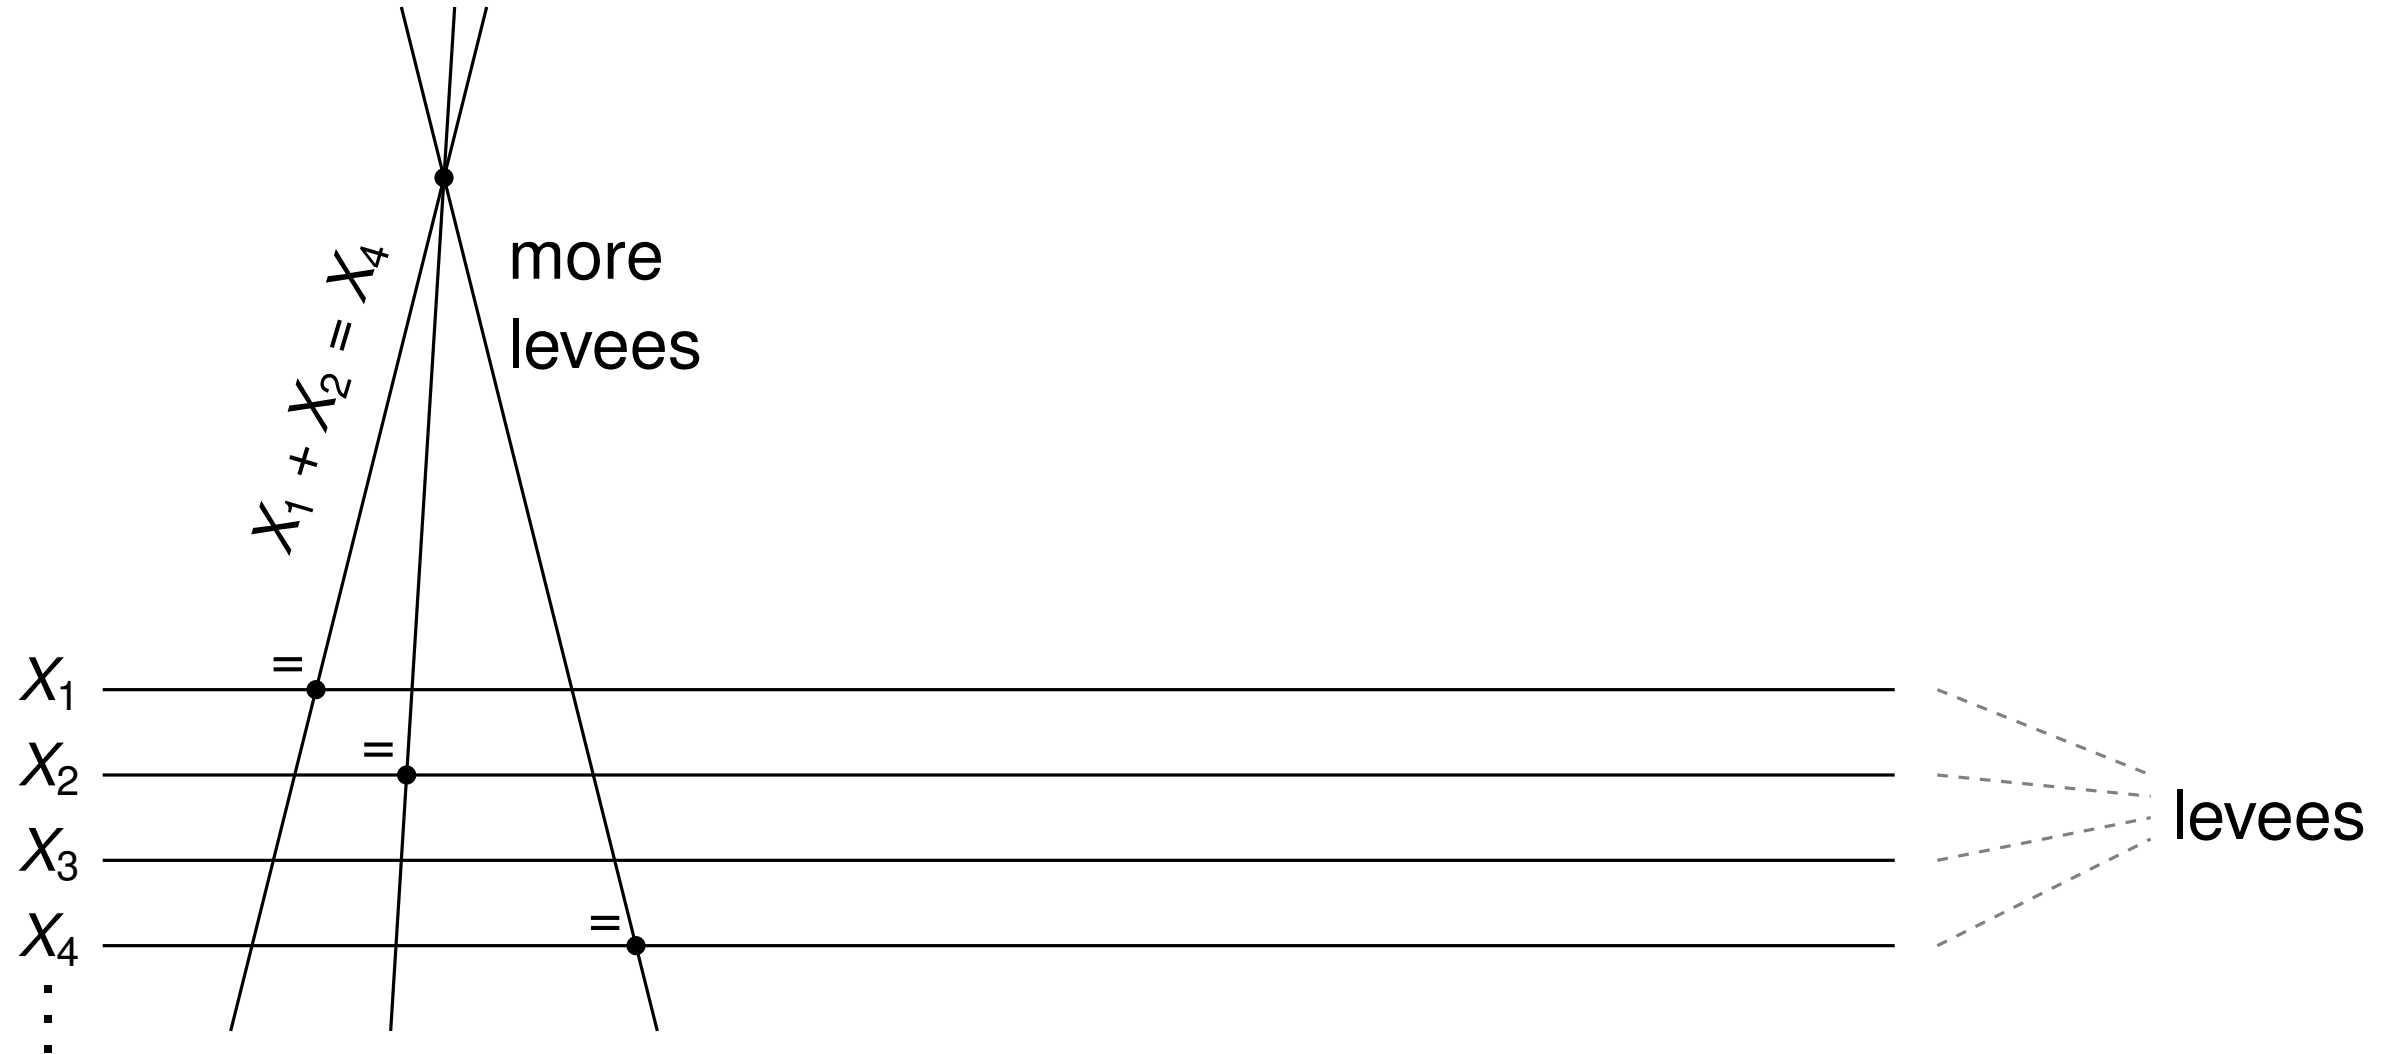 X₁ + X₂ = X₄
more
levees
=
X₁
=
X₂
X₃
levees
=
X₄
⋮